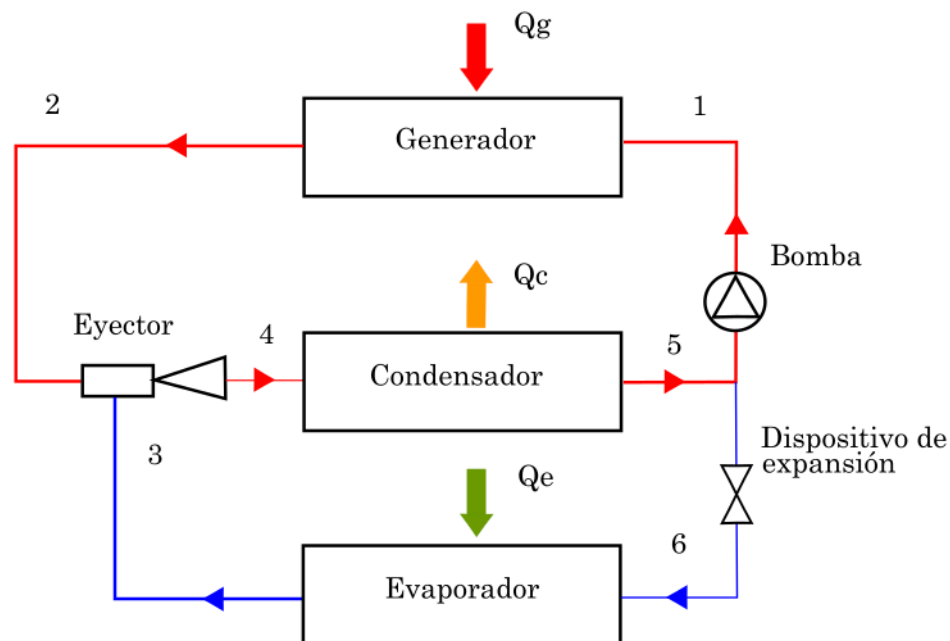 Qg
2
1
Generador
Bomba
Qc
Eyector
4
5
Condensador
Dispositivo de
expansión
3
Qe
6
Evaporador